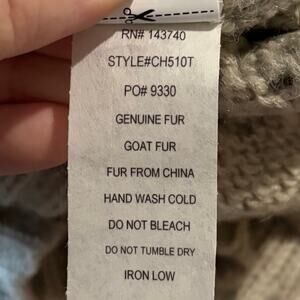 RN# 143740
STYLE#CH510T
PO# 9330
GENUINE FUR
GOAT FUR
FUR FROM CHINA
HAND WASH COLD
DO NOT BLEACH
DO NOT TUMBLE DRY
IRON LOW